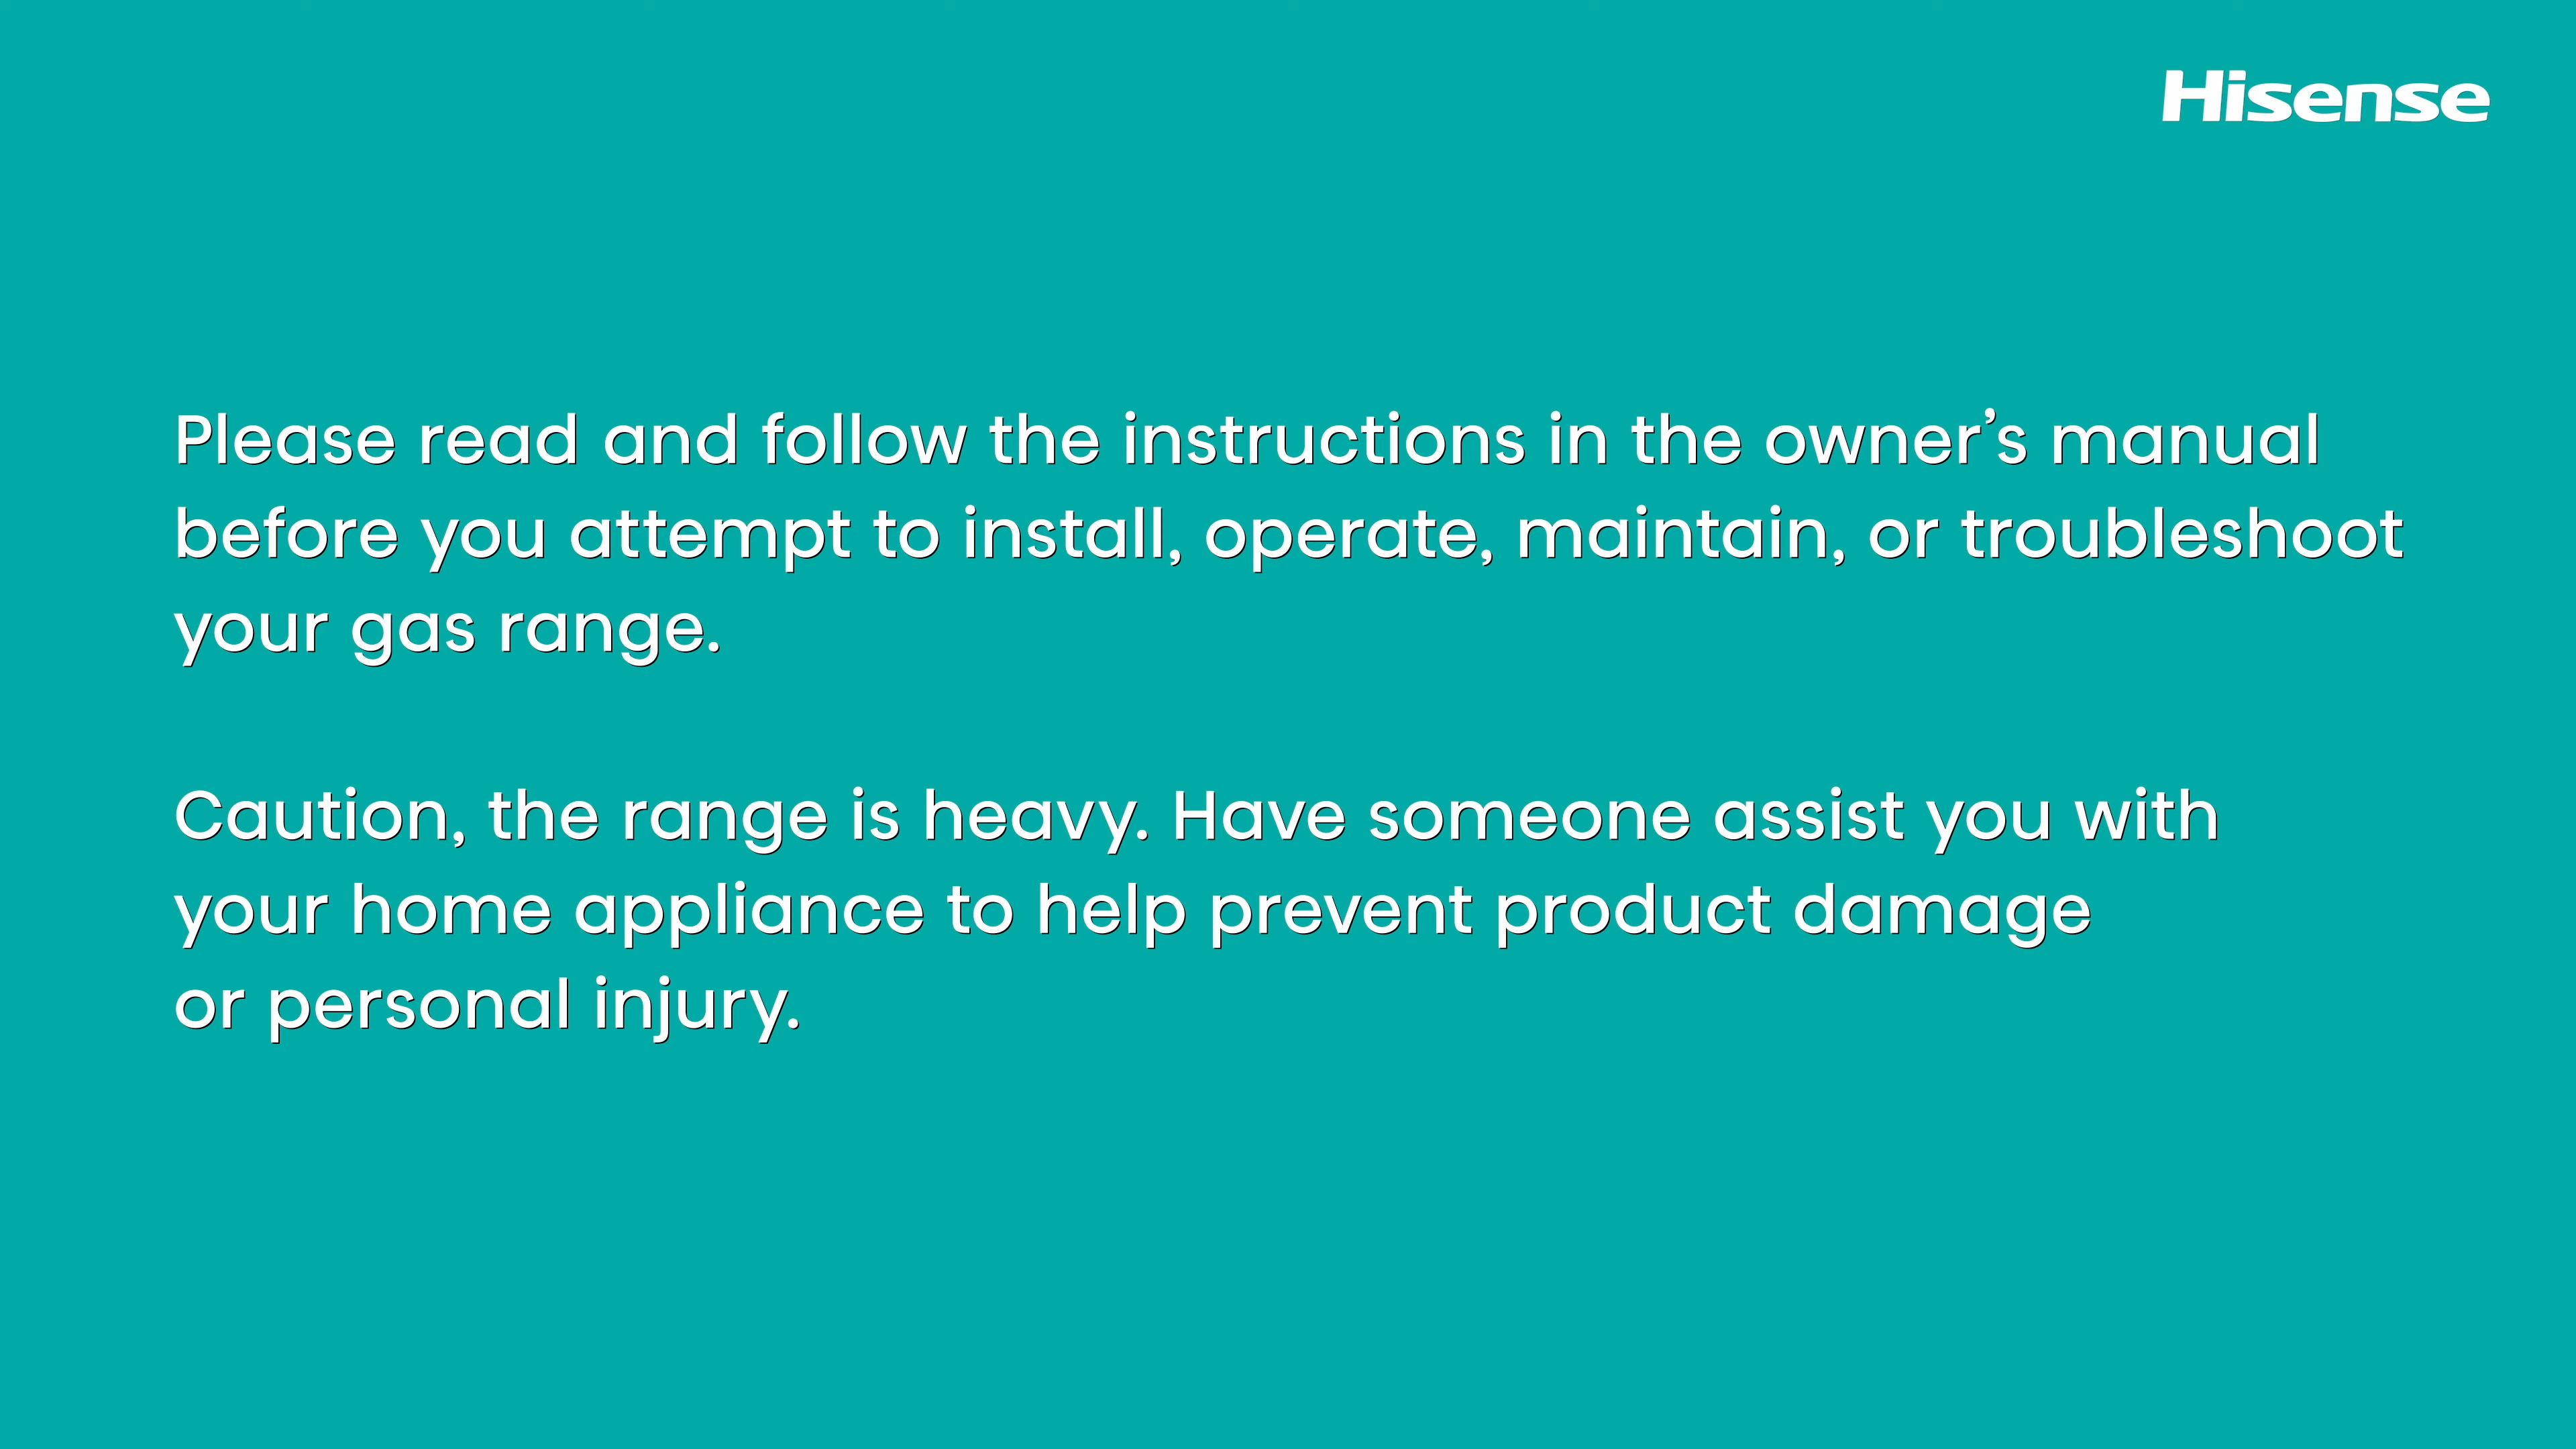 Hisense
Please read and follow the instructions in the owner’s manual
before you attempt to install, operate, maintain, or troubleshoot
your gas range.
Caution, the range is heavy. Have someone assist you with
your home appliance to help prevent product damage
or personal injury.